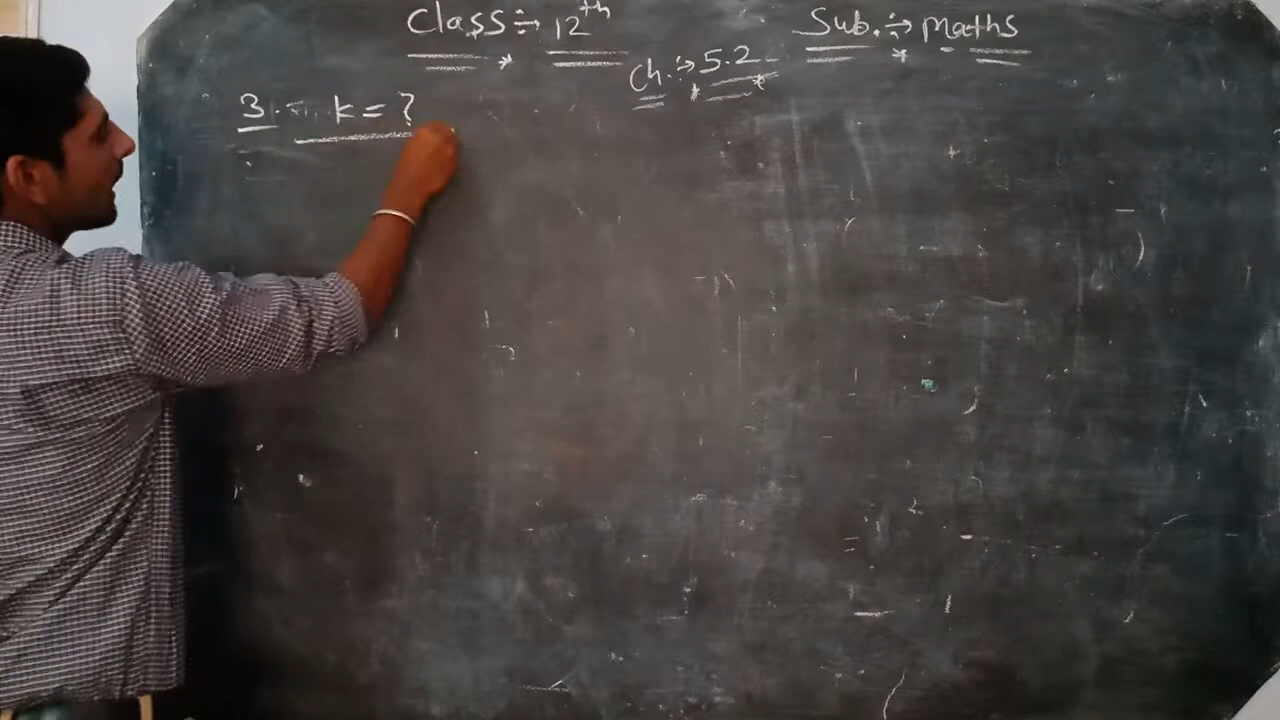 Class÷ 12th
Sub.÷ Maths
Ch.÷ 5.2
3. k = ?